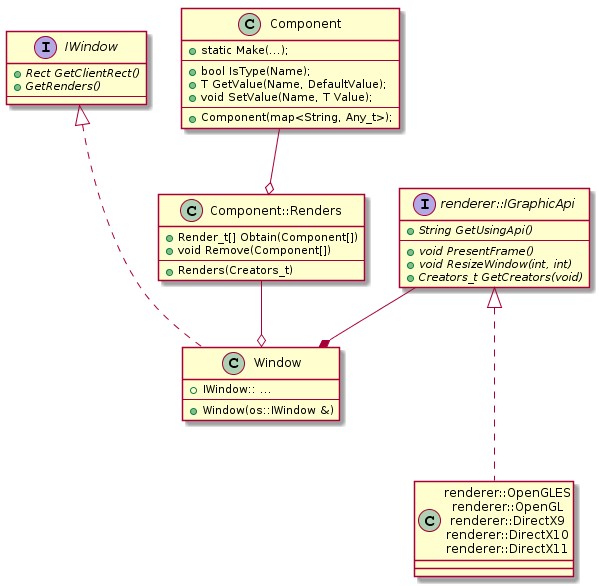 C Component
static Make(...);
bool IsType(Name);
T GetValue(Name, DefaultValue);
void SetValue(Name, T Value);
Component(map<String, Any_t>);
I IWindow
Rect GetClientRect()
GetRenders()
C Component::Renders
Render_t[] Obtain(Component[])
void Remove(Component[])
Renders(Creators_t)
I renderer::IGraphicApi
String GetUsingApi()
void PresentFrame()
void ResizeWindow(int, int)
Creators_t GetCreators(void)
C Window
IWindow:: ...
Window(os::IWindow &)
renderer::OpenGLES
renderer::OpenGL
C renderer::DirectX9
renderer::DirectX10
renderer::DirectX11